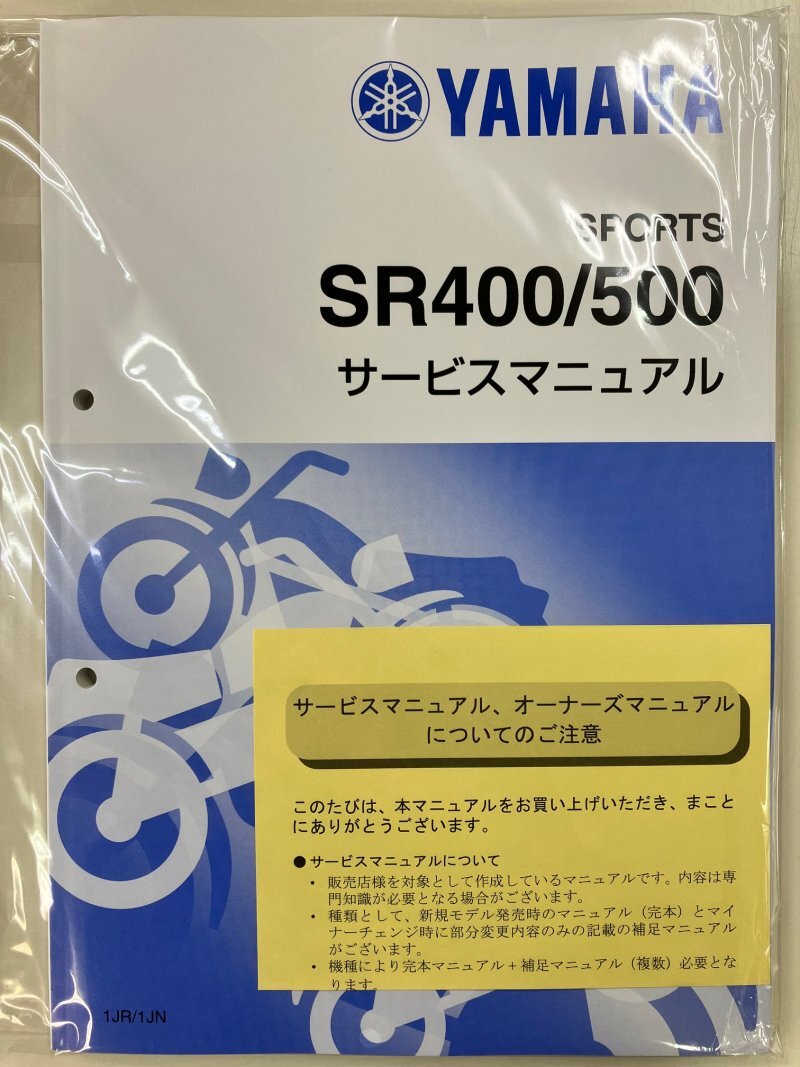 YAMAHA
SPORTS
SR400/500
サービスマニュアル
サービスマニュアル、オーナーズマニュアル
についてのご注意
このたびは、本マニュアルをお買い上げいただき、まこと
にありがとうございます。
●サービスマニュアルについて
・ 販売店様を対象として作成しているマニュアルです。内容は専
門知識が必要となる場合がございます。
・ 種類として、新規モデル発売時のマニュアル（完本）とマイ
ナーチェンジ時に部分変更内容のみの記載の補足マニュアル
がございます。
・ 機種により完本マニュアル＋補足マニュアル（複数）必要とな
ります。
1JR/1JN